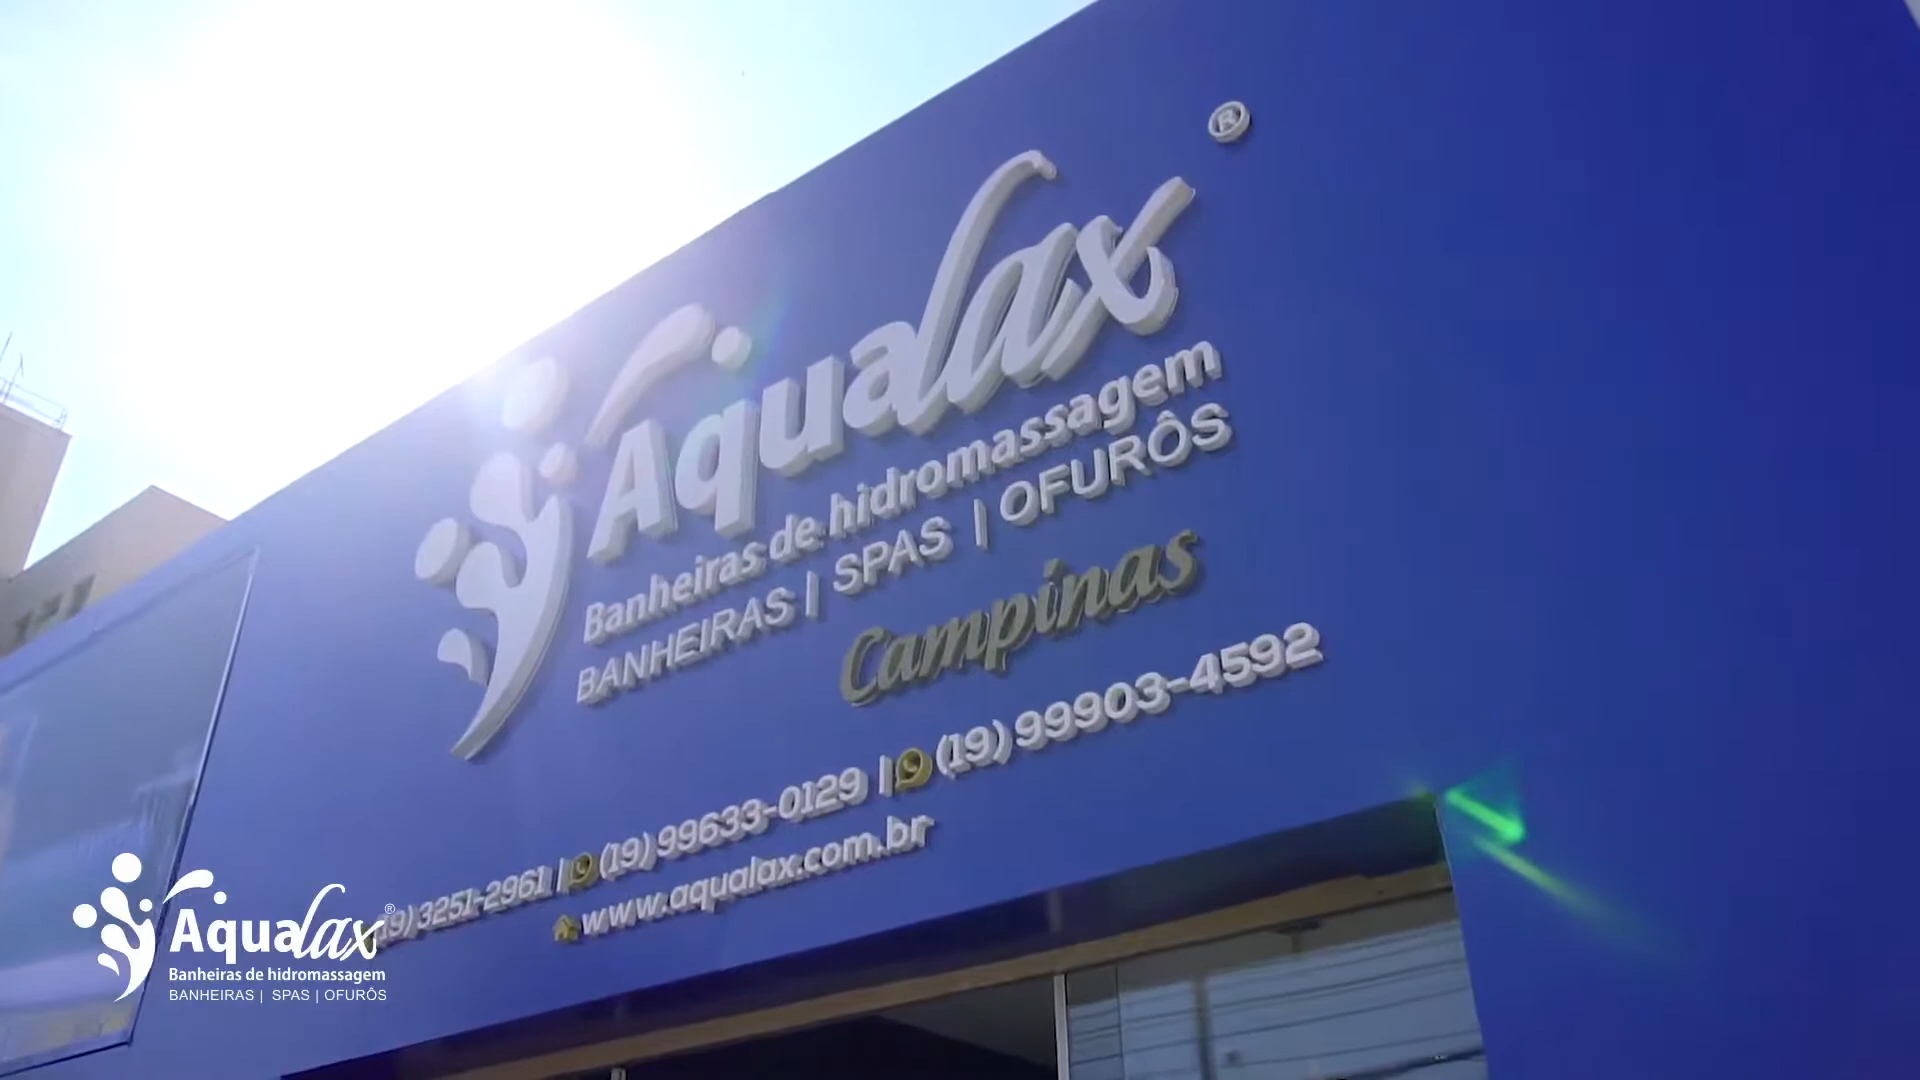 Aqualax®
Banheiras de hidromassagem
BANHEIRAS | SPAS | OFURÔS
Campinas
(19) 3251-2961 | (19) 99633-0129 | (19) 99903-4592
www.aqualax.com.br
Aqualax®
Banheiras de hidromassagem
BANHEIRAS | SPAS | OFURÔS